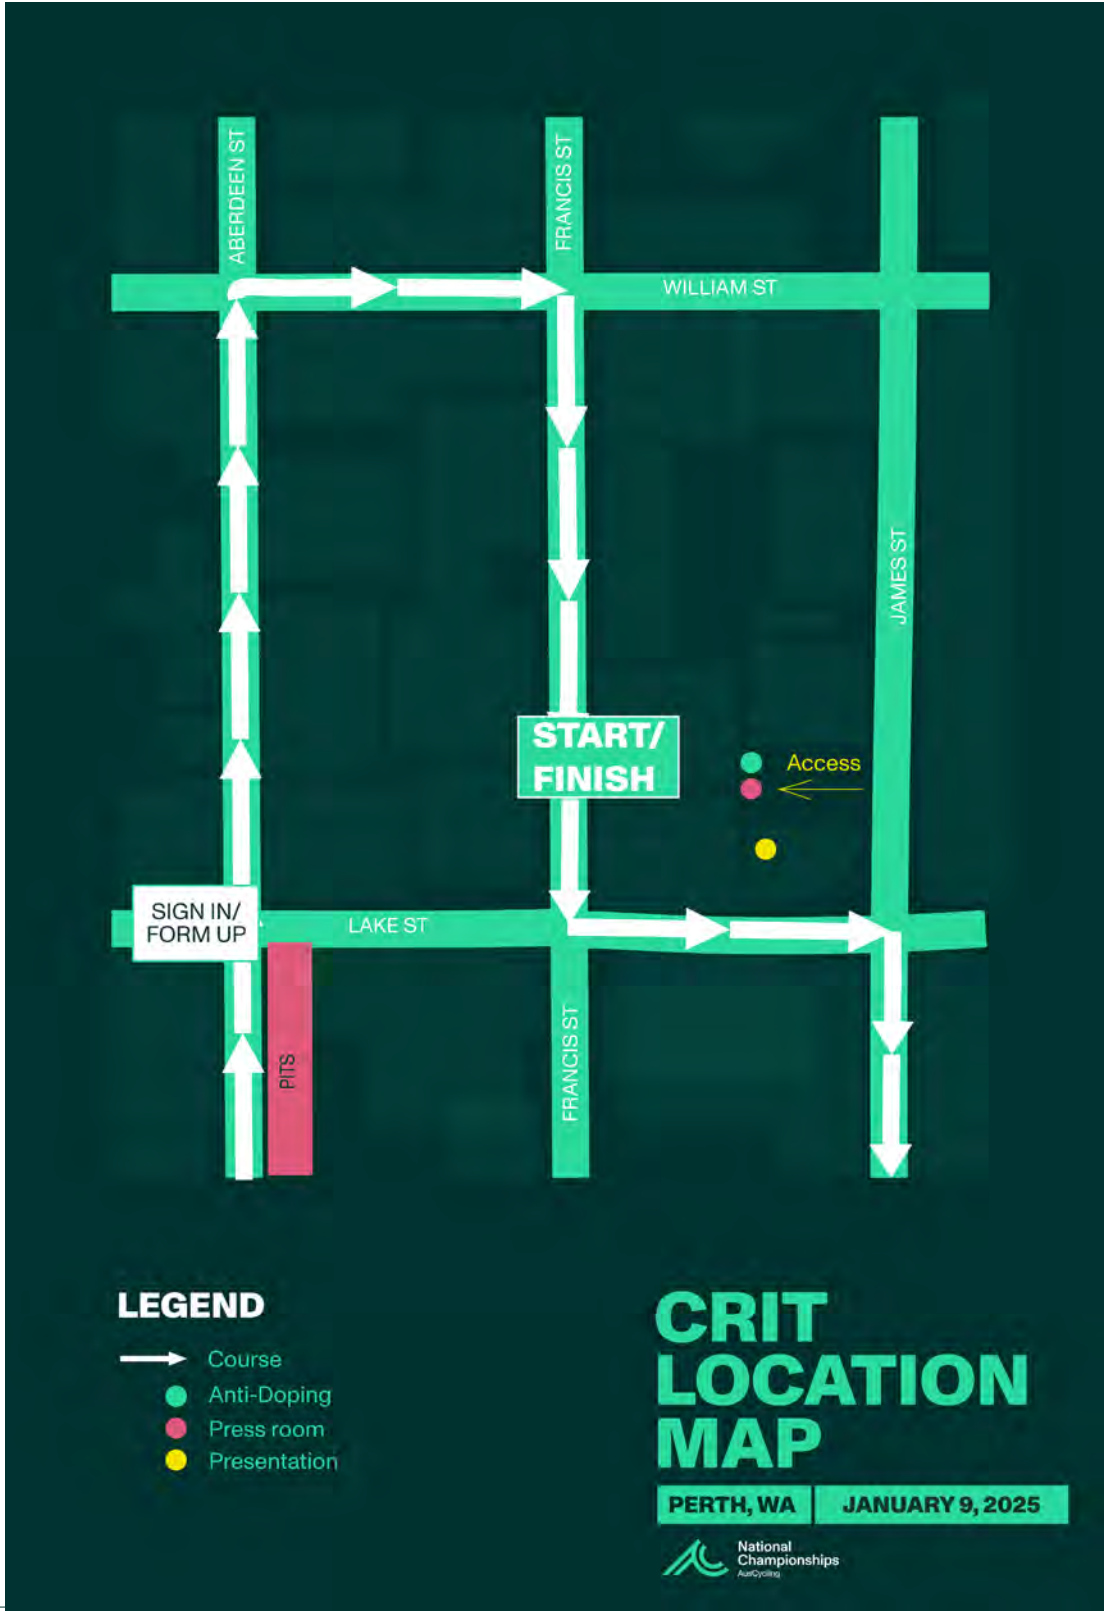 ABERDEEN ST
FRANCIS ST
WILLIAM ST
JAMES ST
START/
FINISH
Access
SIGN IN/
FORM UP
LAKE ST
PITS
FRANCIS ST
LEGEND
Course
Anti-Doping
Press room
Presentation
CRIT
LOCATION
MAP
PERTH, WA
JANUARY 9, 2025
National
Championships
AusCycling